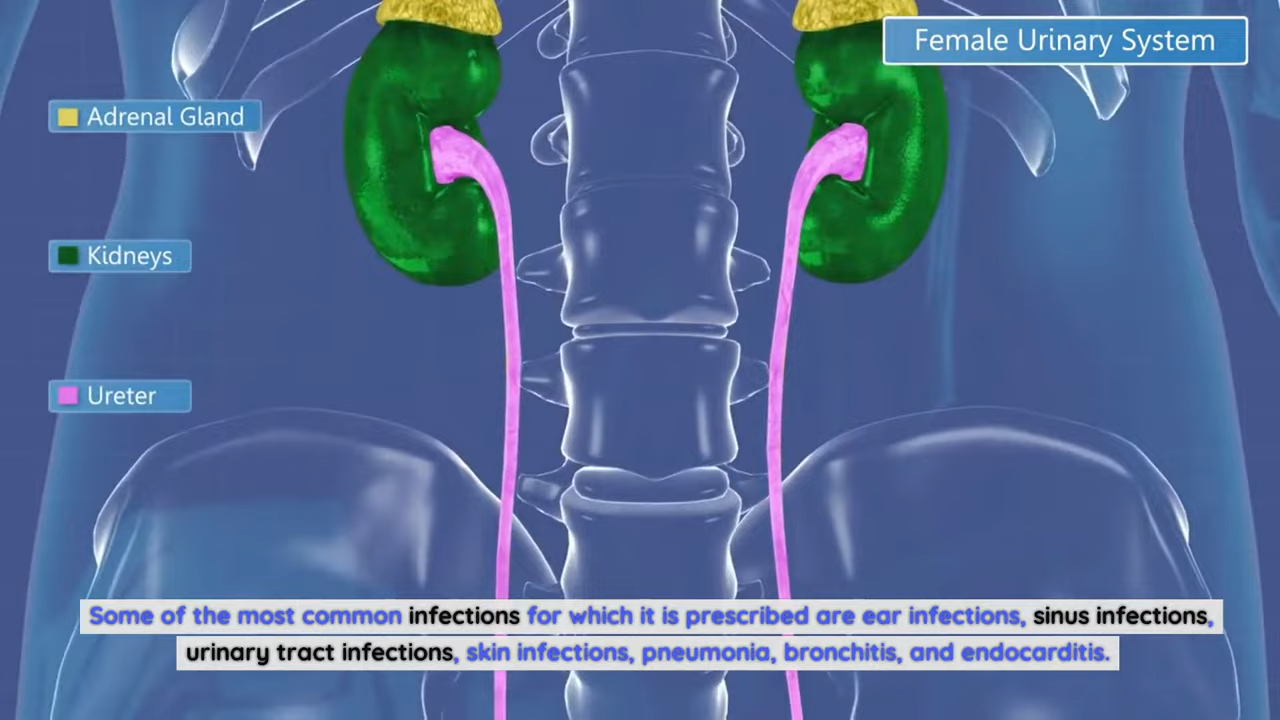 Female Urinary System
Adrenal Gland
Kidneys
Ureter
Some of the most common infections for which it is prescribed are ear infections, sinus infections,
urinary tract infections, skin infections, pneumonia, bronchitis, and endocarditis.